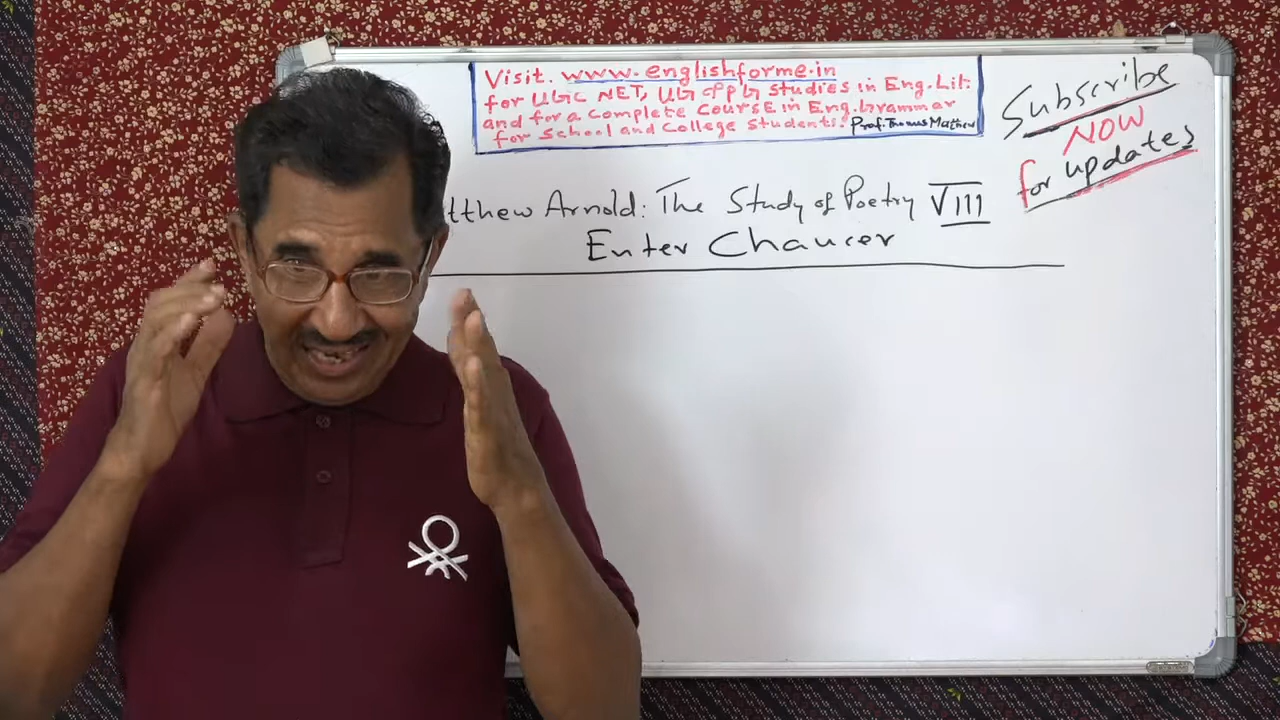 Visit. www.englishforme.in
for UGC NET, UG & PG Studies in Eng. Lit.
and for a Complete Course in Eng. Grammar
for School and College Students. Prof. Thomas Mathew
Subscribe
NOW
for updates
tthew Arnold: The Study of Poetry VIII
Enter Chaucer